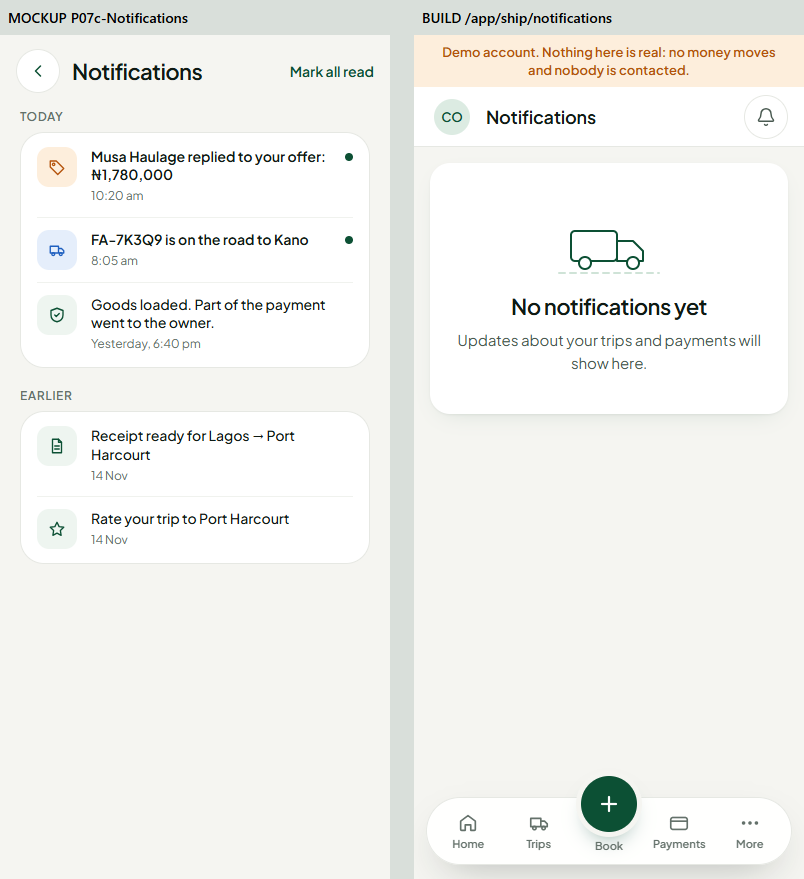 MOCKUP P07c-Notifications
Notifications
Mark all read
TODAY
Musa Haulage replied to your offer:
₦1,780,000
10:20 am
FA-7K3Q9 is on the road to Kano
8:05 am
Goods loaded. Part of the payment
went to the owner.
Yesterday, 6:40 pm
EARLIER
Receipt ready for Lagos → Port
Harcourt
14 Nov
Rate your trip to Port Harcourt
14 Nov
BUILD /app/ship/notifications
Demo account. Nothing here is real: no money moves
and nobody is contacted.
CO
Notifications
No notifications yet
Updates about your trips and payments will
show here.
Home
Trips
Book
Payments
More